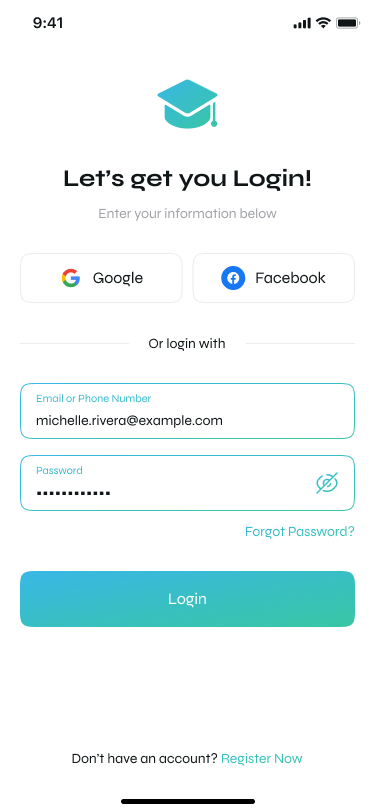 9:41
Let's get you Login!
Enter your information below
Google
Facebook
Or login with
Email or Phone Number
michelle.rivera@example.com
Password
••••••••••••
Forgot Password?
Login
Don't have an account? Register Now